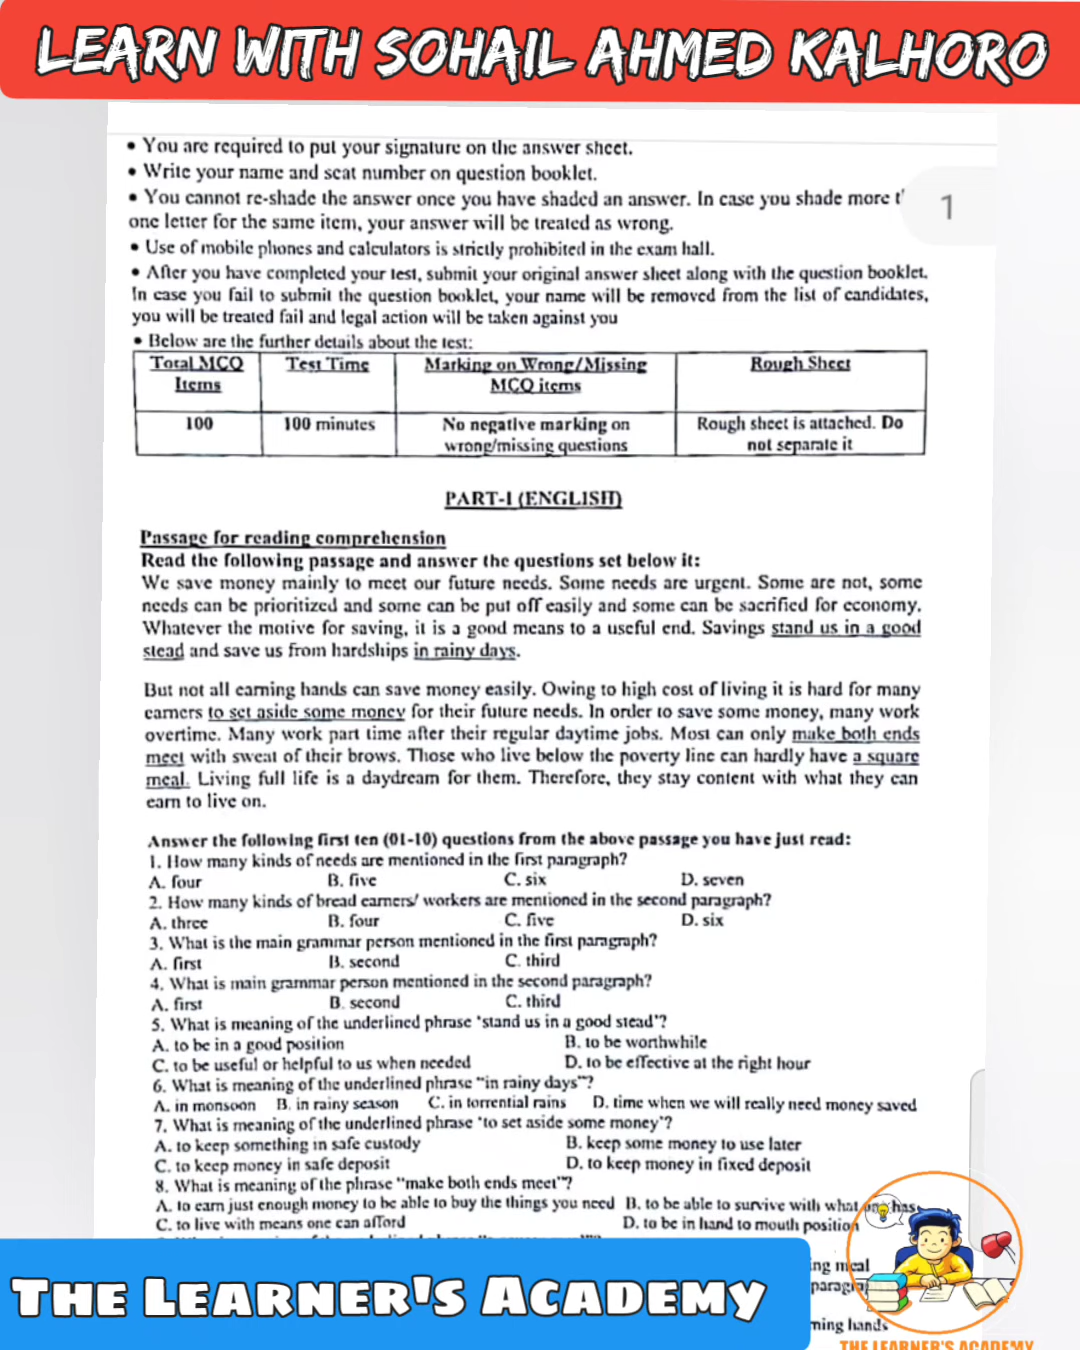 LEARN WITH SOHAIL AHMED KALHORO
• You are required to put your signature on the answer sheet.
• Write your name and seat number on question booklet.
• You cannot re-shade the answer once you have shaded an answer. In case you shade more
1
one letter for the same item, your answer will be treated as wrong.
• Use of mobile phones and calculators is strictly prohibited in the exam hall.
• After you have completed your test, submit your original answer sheet along with the question booklet.
In case you fail to submit the question booklet, your name will be removed from the list of candidates,
you will be treated fail and legal action will be taken against you
• Below are the further details about the test:
Total MCQ Items Test Time Marking on Wrong/Missing MCQ items Rough Sheet
100 100 minutes No negative marking on wrong/missing questions Rough sheet is attached. Do not separate it
PART-I (ENGLISH)
Passage for reading comprehension
Read the following passage and answer the questions set below it:
We save money mainly to meet our future needs. Some needs are urgent. Some are not, some
needs can be prioritized and some can be put off easily and some can be sacrified for economy.
Whatever the motive for saving, it is a good means to a useful end. Savings stand us in a good
stead and save us from hardships in rainy days.
But not all earning hands can save money easily. Owing to high cost of living it is hard for many
earners to set aside some money for their future needs. In order to save some money, many work
overtime. Many work part time after their regular daytime jobs. Most can only make both ends
meet with sweat of their brows. Those who live below the poverty line can hardly have a square
meal. Living full life is a daydream for them. Therefore, they stay content with what they can
earn to live on.
Answer the following first ten (01-10) questions from the above passage you have just read:
1. How many kinds of needs are mentioned in the first paragraph?
A. four B. five C. six D. seven
2. How many kinds of bread earners/ workers are mentioned in the second paragraph?
A. three B. four C. five D. six
3. What is the main grammar person mentioned in the first paragraph?
A. first B. second C. third
4. What is main grammar person mentioned in the second paragraph?
A. first B. second C. third
5. What is meaning of the underlined phrase 'stand us in a good stead'?
A. to be in a good position B. to be worthwhile
C. to be useful or helpful to us when needed D. to be effective at the right hour
6. What is meaning of the underlined phrase "in rainy days"?
A. in monsoon B. in rainy season C. in torrential rains D. time when we will really need money saved
7. What is meaning of the underlined phrase 'to set aside some money'?
A. to keep something in safe custody B. keep some money to use later
C. to keep money in safe deposit D. to keep money in fixed deposit
8. What is meaning of the phrase "make both ends meet"?
A. to earn just enough money to be able to buy the things you need B. to be able to survive with what one has
C. to live with means one can afford D. to be in hand to mouth position
meal
hands
The Learner's Academy
THE LEARNER'S ACADEMY